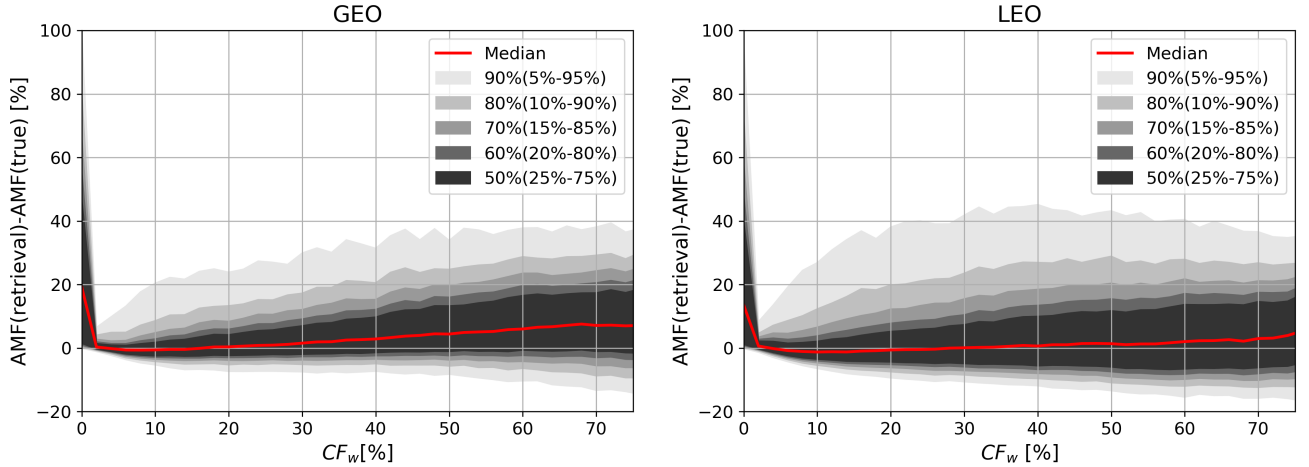 GEO
AMF(retrieval)-AMF(true) [%]
100
80
60
40
20
0
−20
Median
90%(5%-95%)
80%(10%-90%)
70%(15%-85%)
60%(20%-80%)
50%(25%-75%)
0 10 20 30 40 50 60 70
CF_w[%]
LEO
AMF(retrieval)-AMF(true) [%]
100
80
60
40
20
0
−20
Median
90%(5%-95%)
80%(10%-90%)
70%(15%-85%)
60%(20%-80%)
50%(25%-75%)
0 10 20 30 40 50 60 70
CF_w [%]